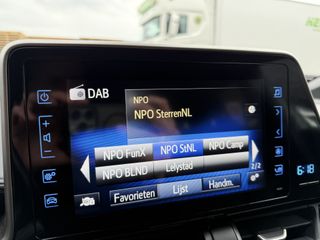 DAB
NPO
NPO SterrenNL
NPO FunX
NPO StNL
NPO Camp
NPO BLND
Lelystad
2/2
Favorieten
Lijst
Handm.
6:18